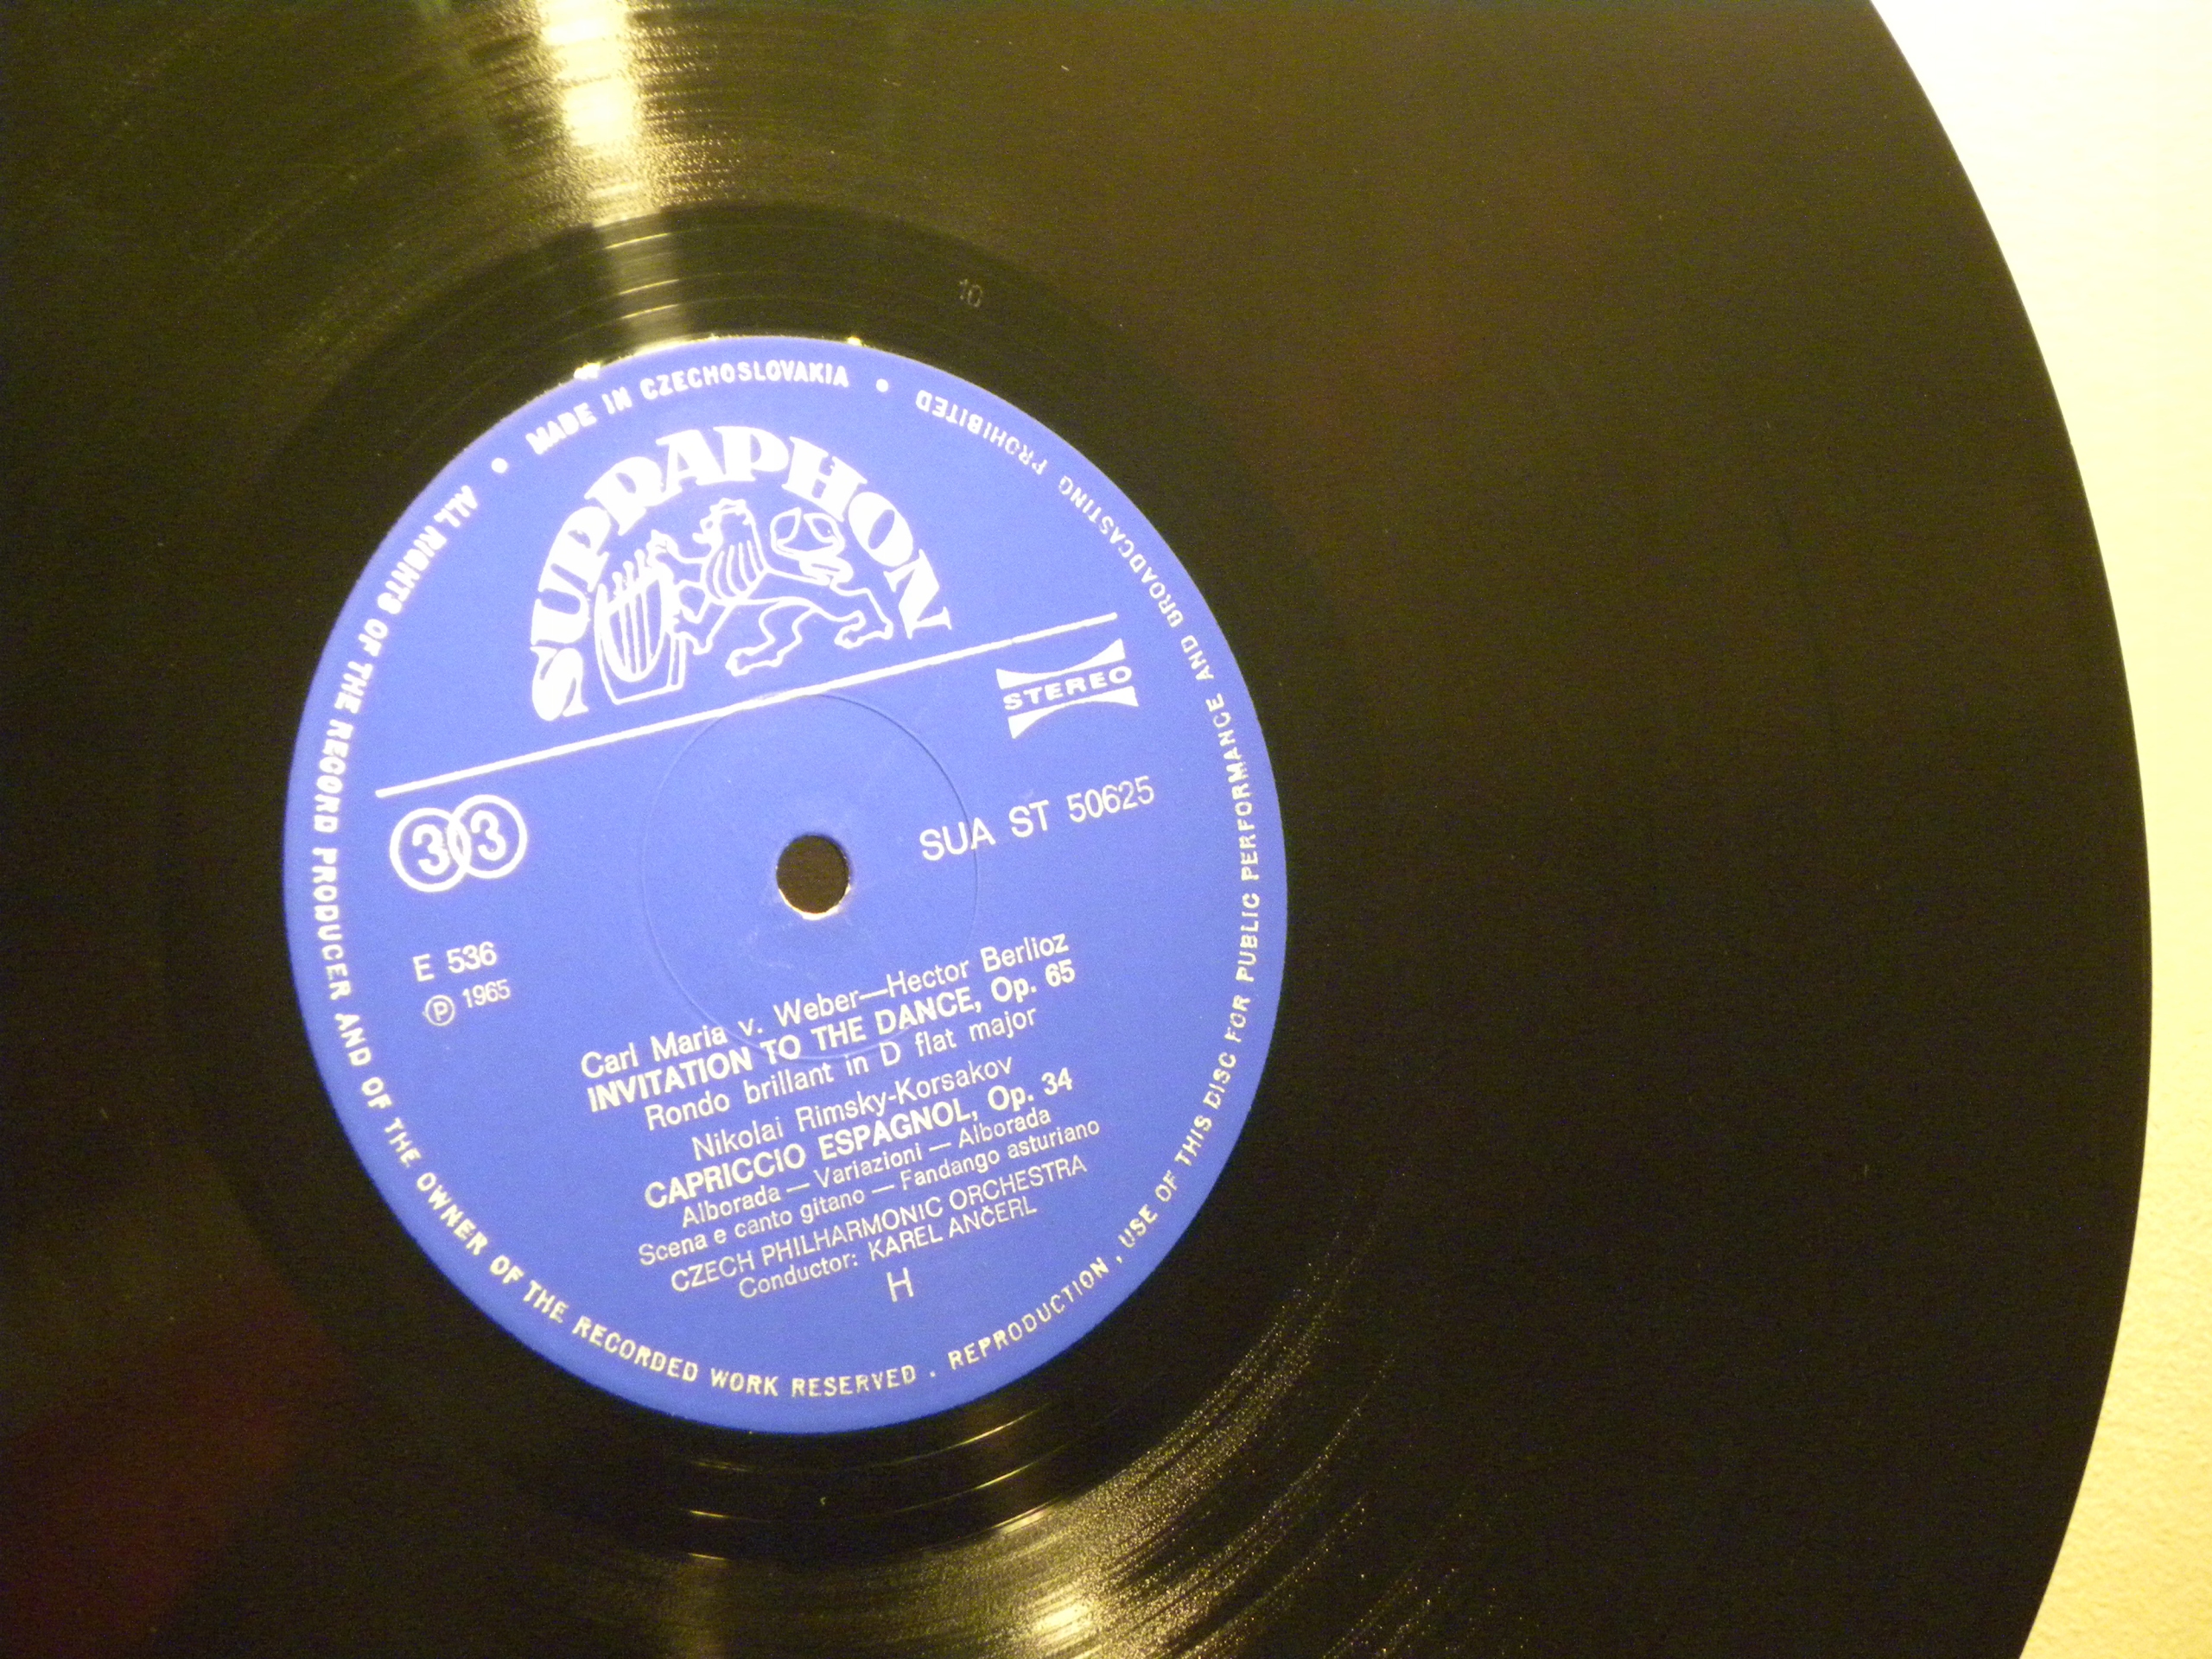 10
MADE IN CZECHOSLOVAKIA
SUPRAPHON
STEREO
33
SUA ST 50625
E 536
Ⓟ 1965
Carl Maria v. Weber—Hector Berlioz
INVITATION TO THE DANCE, Op. 65
Rondo brillant in D flat major
Nikolai Rimsky-Korsakov
CAPRICCIO ESPAGNOL, Op. 34
Alborada — Variazioni — Alborada
Scena e canto gitano — Fandango asturiano
CZECH PHILHARMONIC ORCHESTRA
Conductor: KAREL ANČERL
H
ALL RIGHTS OF THE RECORD PRODUCER AND OF THE OWNER OF THE RECORDED WORK RESERVED . REPRODUCTION , USE OF THIS DISC FOR PUBLIC PERFORMANCE AND BROADCASTING PROHIBITED